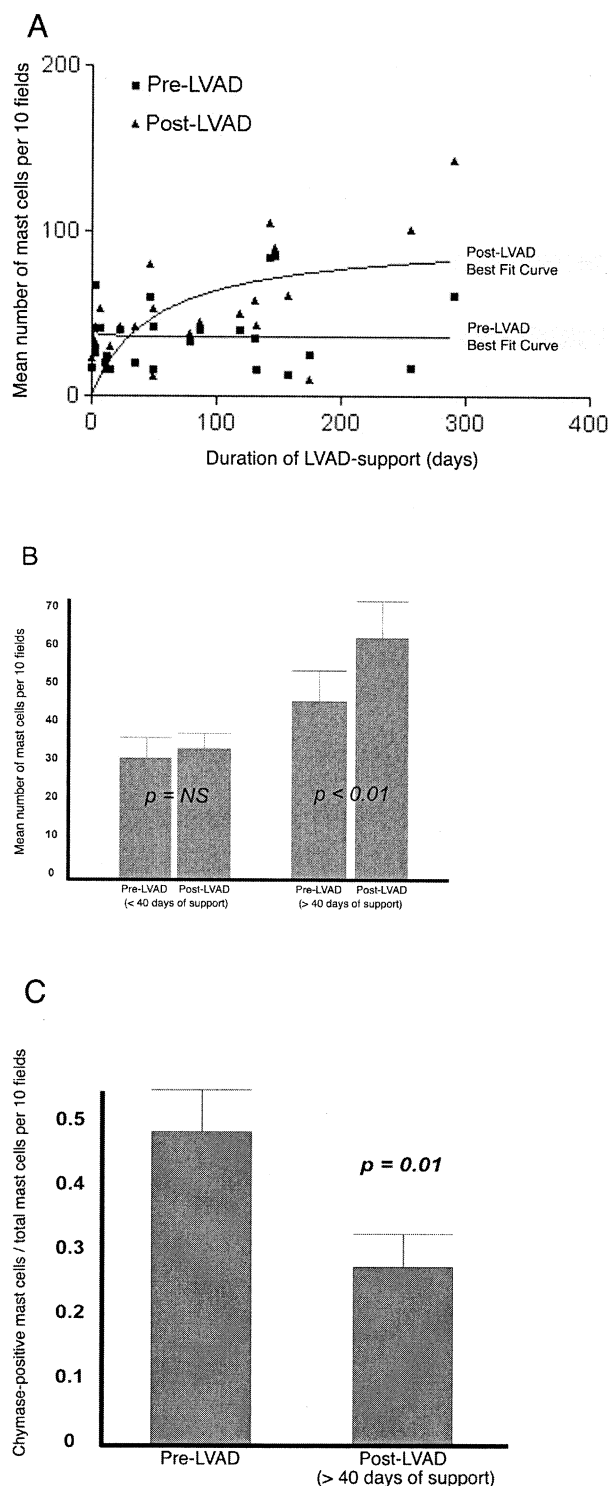 A
Mean number of mast cells per 10 fields
200
100
0
Pre-LVAD
Post-LVAD
Post-LVAD
Best Fit Curve
Pre-LVAD
Best Fit Curve
0 100 200 300 400
Duration of LVAD-support (days)
B
Mean number of mast cells per 10 fields
70
60
50
40
30
20
10
0
p = NS
p < 0.01
Pre-LVAD Post-LVAD Pre-LVAD Post-LVAD
(< 40 days of support) (> 40 days of support)
C
Chymase-positive mast cells / total mast cells per 10 fields
0.5
0.4
0.3
0.2
0.1
0
p = 0.01
Pre-LVAD Post-LVAD
(> 40 days of support)